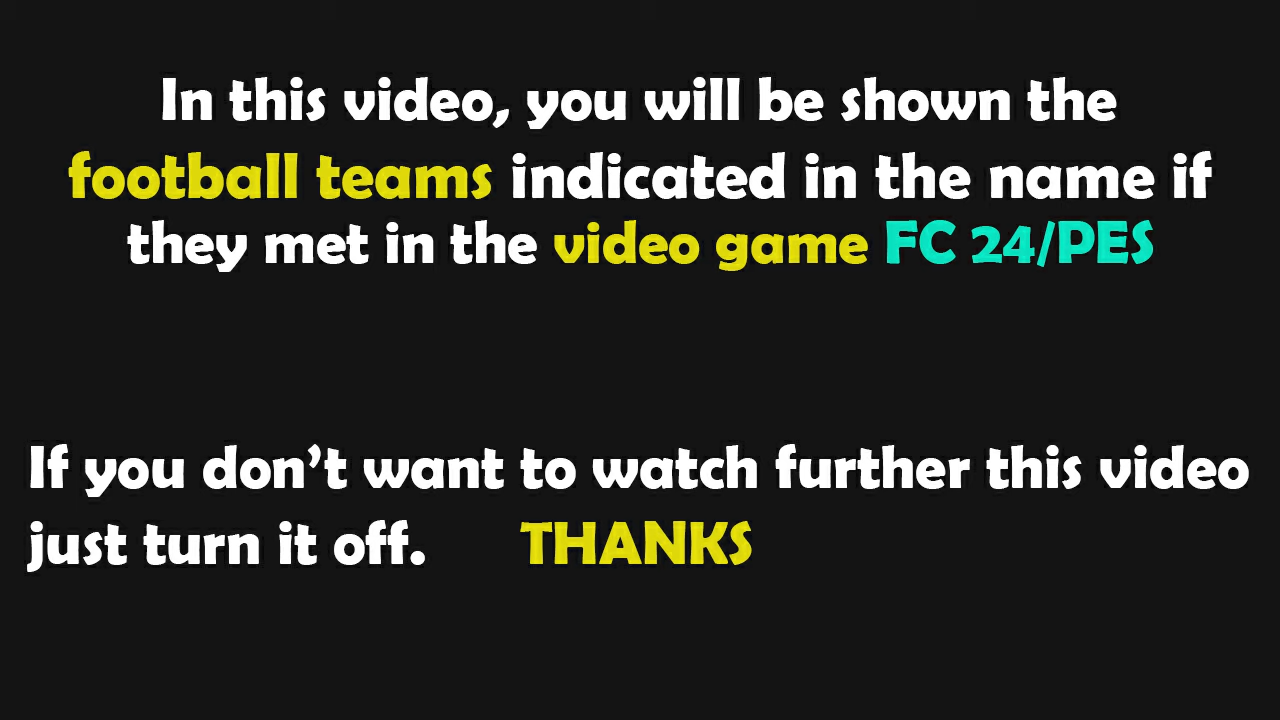 In this video, you will be shown the
football teams indicated in the name if
they met in the video game FC 24/PES
If you don’t want to watch further this video
just turn it off. THANKS